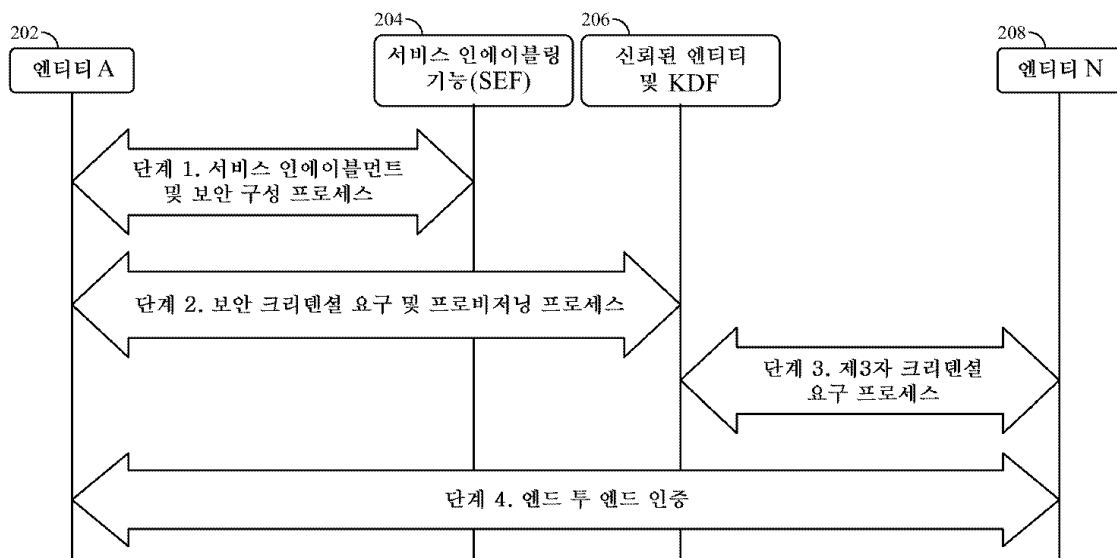 202
엔티티 A
204
서비스 인에이블링
기능(SEF)
206
신뢰된 엔티티
및 KDF
208
엔티티 N
단계 1. 서비스 인에이블먼트
및 보안 구성 프로세스
단계 2. 보안 크리덴셜 요구 및 프로비저닝 프로세스
단계 3. 제3자 크리덴셜
요구 프로세스
단계 4. 엔드 투 엔드 인증